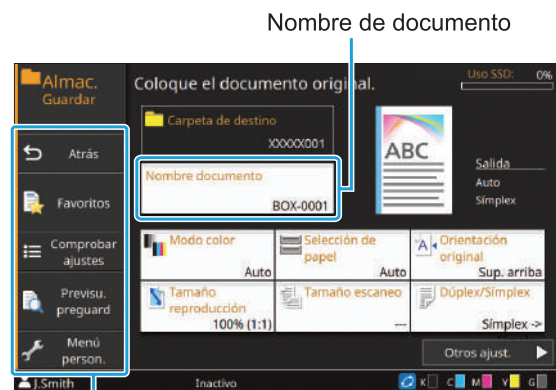 Nombre de documento
Almac.
Guardar
Coloque el documento original.
Uso SSD: 0%
Carpeta de destino
XXXXX001
Nombre documento
BOX-0001
ABC
Salida
Auto
Símplex
Atrás
Favoritos
Comprobar
ajustes
Previsu.
preguard
Menú
person.
Modo color
Auto
Selección de
papel
Auto
A
Orientación
original
Sup. arriba
Tamaño
reproducción
100% (1:1)
Tamaño escaneo
---
Dúplex/Símplex
Símplex ->
Otros ajust.
J.Smith
Inactivo
K C M Y G